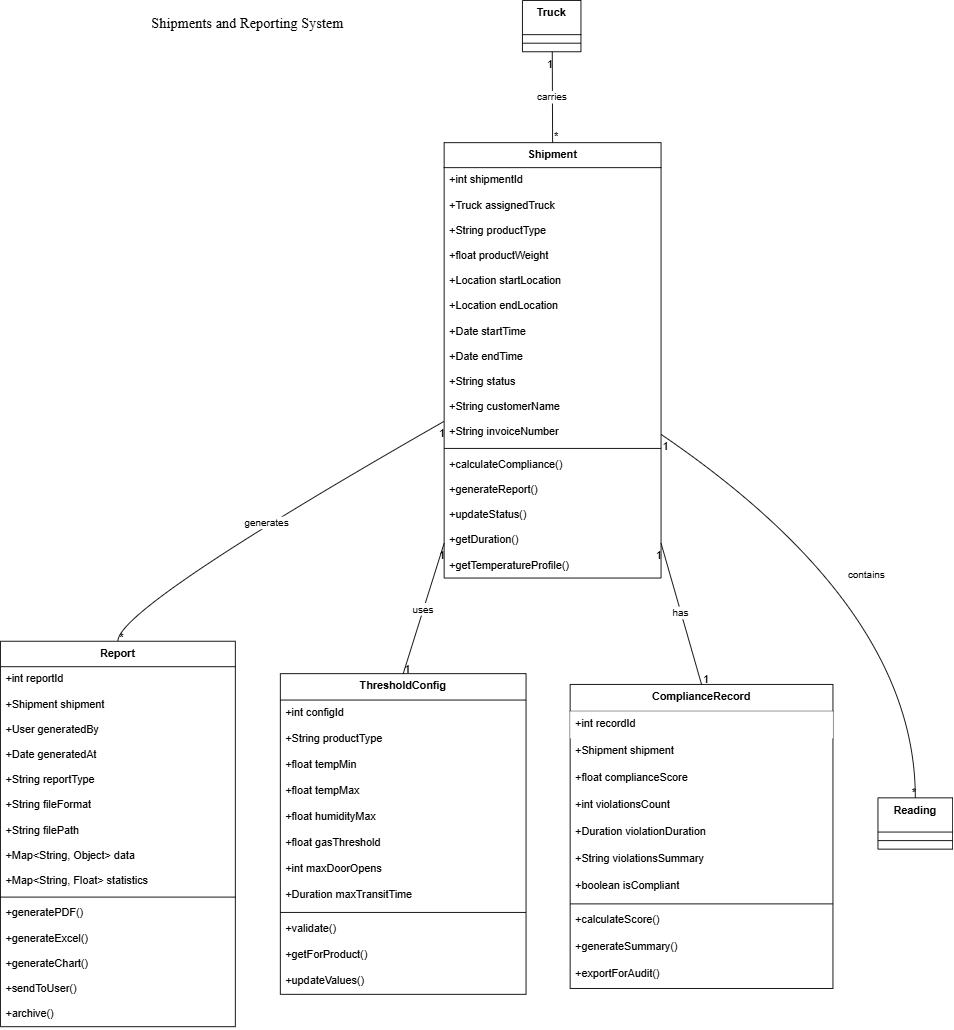 Shipments and Reporting System
Truck
1
carries
*
Shipment
+int shipmentId
+Truck assignedTruck
+String productType
+float productWeight
+Location startLocation
+Location endLocation
+Date startTime
+Date endTime
+String status
+String customerName
+String invoiceNumber
+calculateCompliance()
+generateReport()
+updateStatus()
+getDuration()
+getTemperatureProfile()
1
generates
*
1
uses
1
1
has
1
1
contains
*
Report
+int reportId
+Shipment shipment
+User generatedBy
+Date generatedAt
+String reportType
+String fileFormat
+String filePath
+Map<String, Object> data
+Map<String, Float> statistics
+generatePDF()
+generateExcel()
+generateChart()
+sendToUser()
+archive()
ThresholdConfig
+int configId
+String productType
+float tempMin
+float tempMax
+float humidityMax
+float gasThreshold
+int maxDoorOpens
+Duration maxTransitTime
+validate()
+getForProduct()
+updateValues()
ComplianceRecord
+int recordId
+Shipment shipment
+float complianceScore
+int violationsCount
+Duration violationDuration
+String violationsSummary
+boolean isCompliant
+calculateScore()
+generateSummary()
+exportForAudit()
Reading